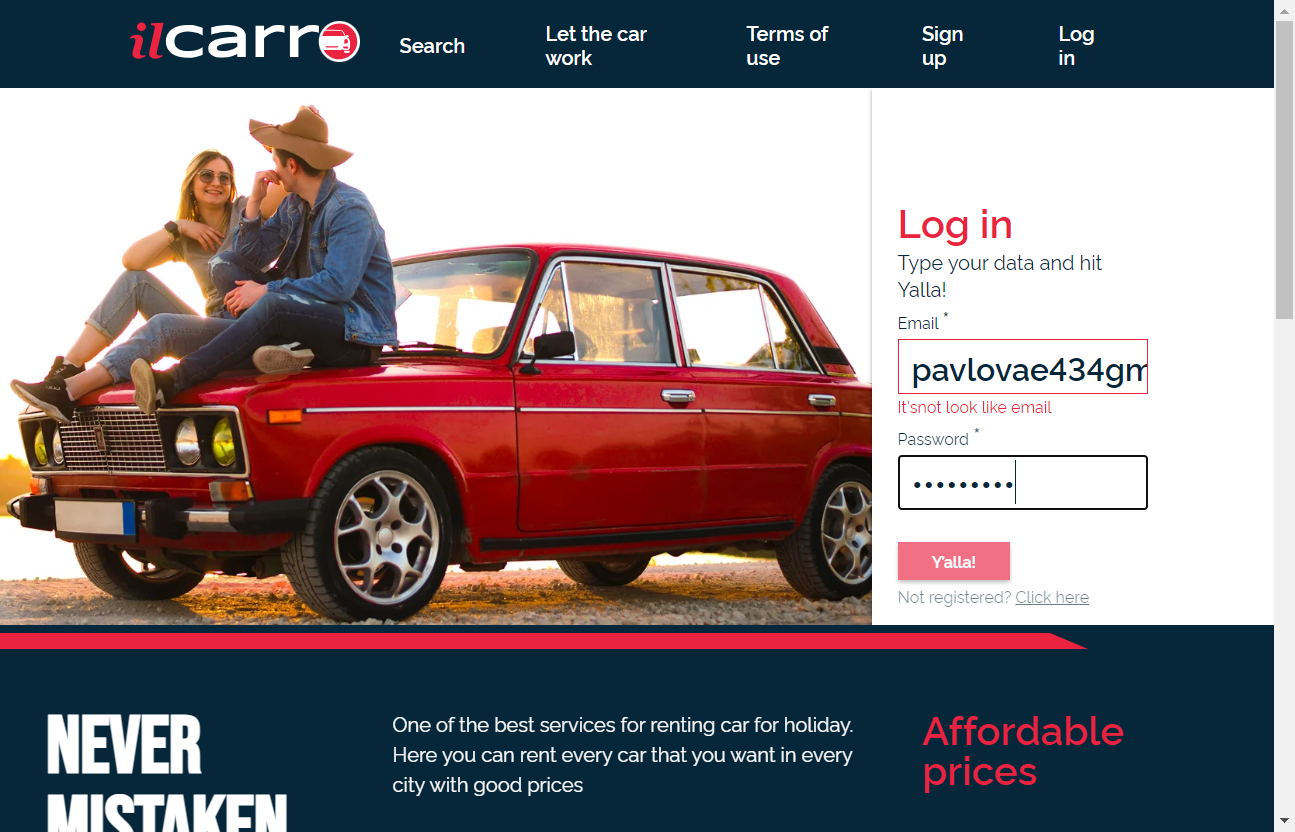 ilcarro
Search
Let the car
work
Terms of
use
Sign
up
Log
in
Log in
Type your data and hit
Yalla!
Email *
pavlovae434gm
It'snot look like email
Password *
•••••••••
Y'alla!
Not registered? Click here
NEVER
MISTAKEN
One of the best services for renting car for holiday.
Here you can rent every car that you want in every
city with good prices
Affordable
prices